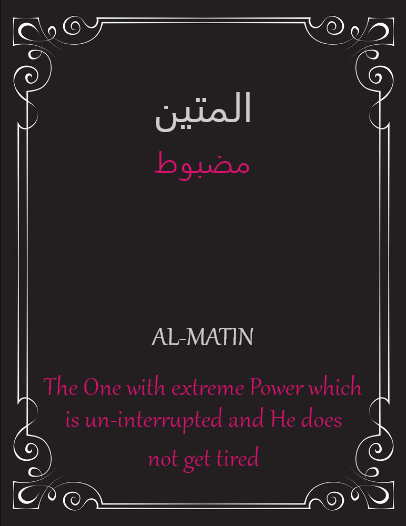 المتين
مضبوط
AL-MATIN
The One with extreme Power which
is un-interrupted and He does
not get tired